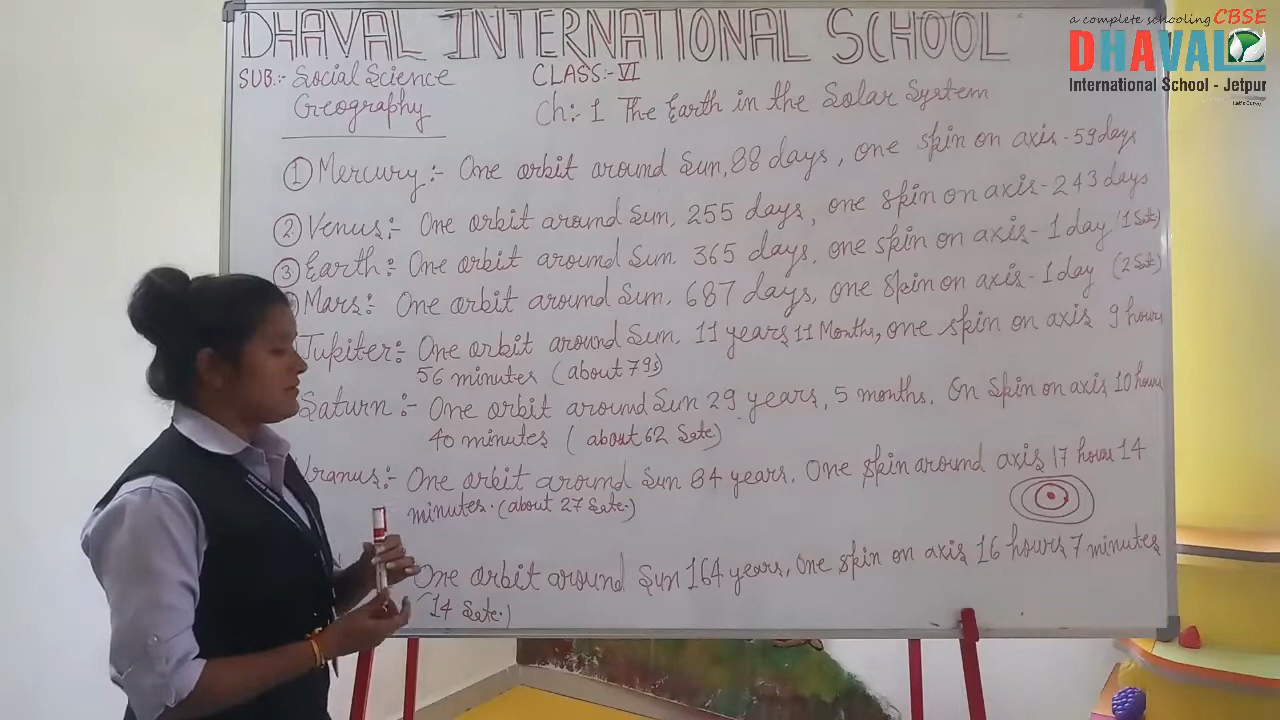 DHAVAL INTERNATIONAL SCHOOL
a complete schooling CBSE
DHAVAL
International School - Jetpur
SUB:- Social Science
CLASS:- VI
Geography
Ch:- 1 The Earth in the Solar System
① Mercury:- One orbit around Sun, 88 days, one spin on axis - 59 days
② Venus:- One orbit around Sun. 255 days, one spin on axis - 243 days
③ Earth:- One orbit around Sun. 365 days, one spin on axis - 1 day (1 Sate)
Mars:- One orbit around Sun. 687 days, one spin on axis - 1 day (2 Sat)
Jupiter:- One orbit around Sun. 11 years 11 Months, one spin on axis 9 hours
56 minutes (about 79s)
Saturn:- One orbit around Sun 29 years, 5 months. On Spin on axis 10 hours
40 minutes (about 62 Sate)
Uranus:- One orbit around Sun 84 years. One spin around axis 17 hours 14
minutes. (about 27 Sate.)
One orbit around Sun 164 years, One spin on axis 16 hours 7 minutes
(14 Sate.)